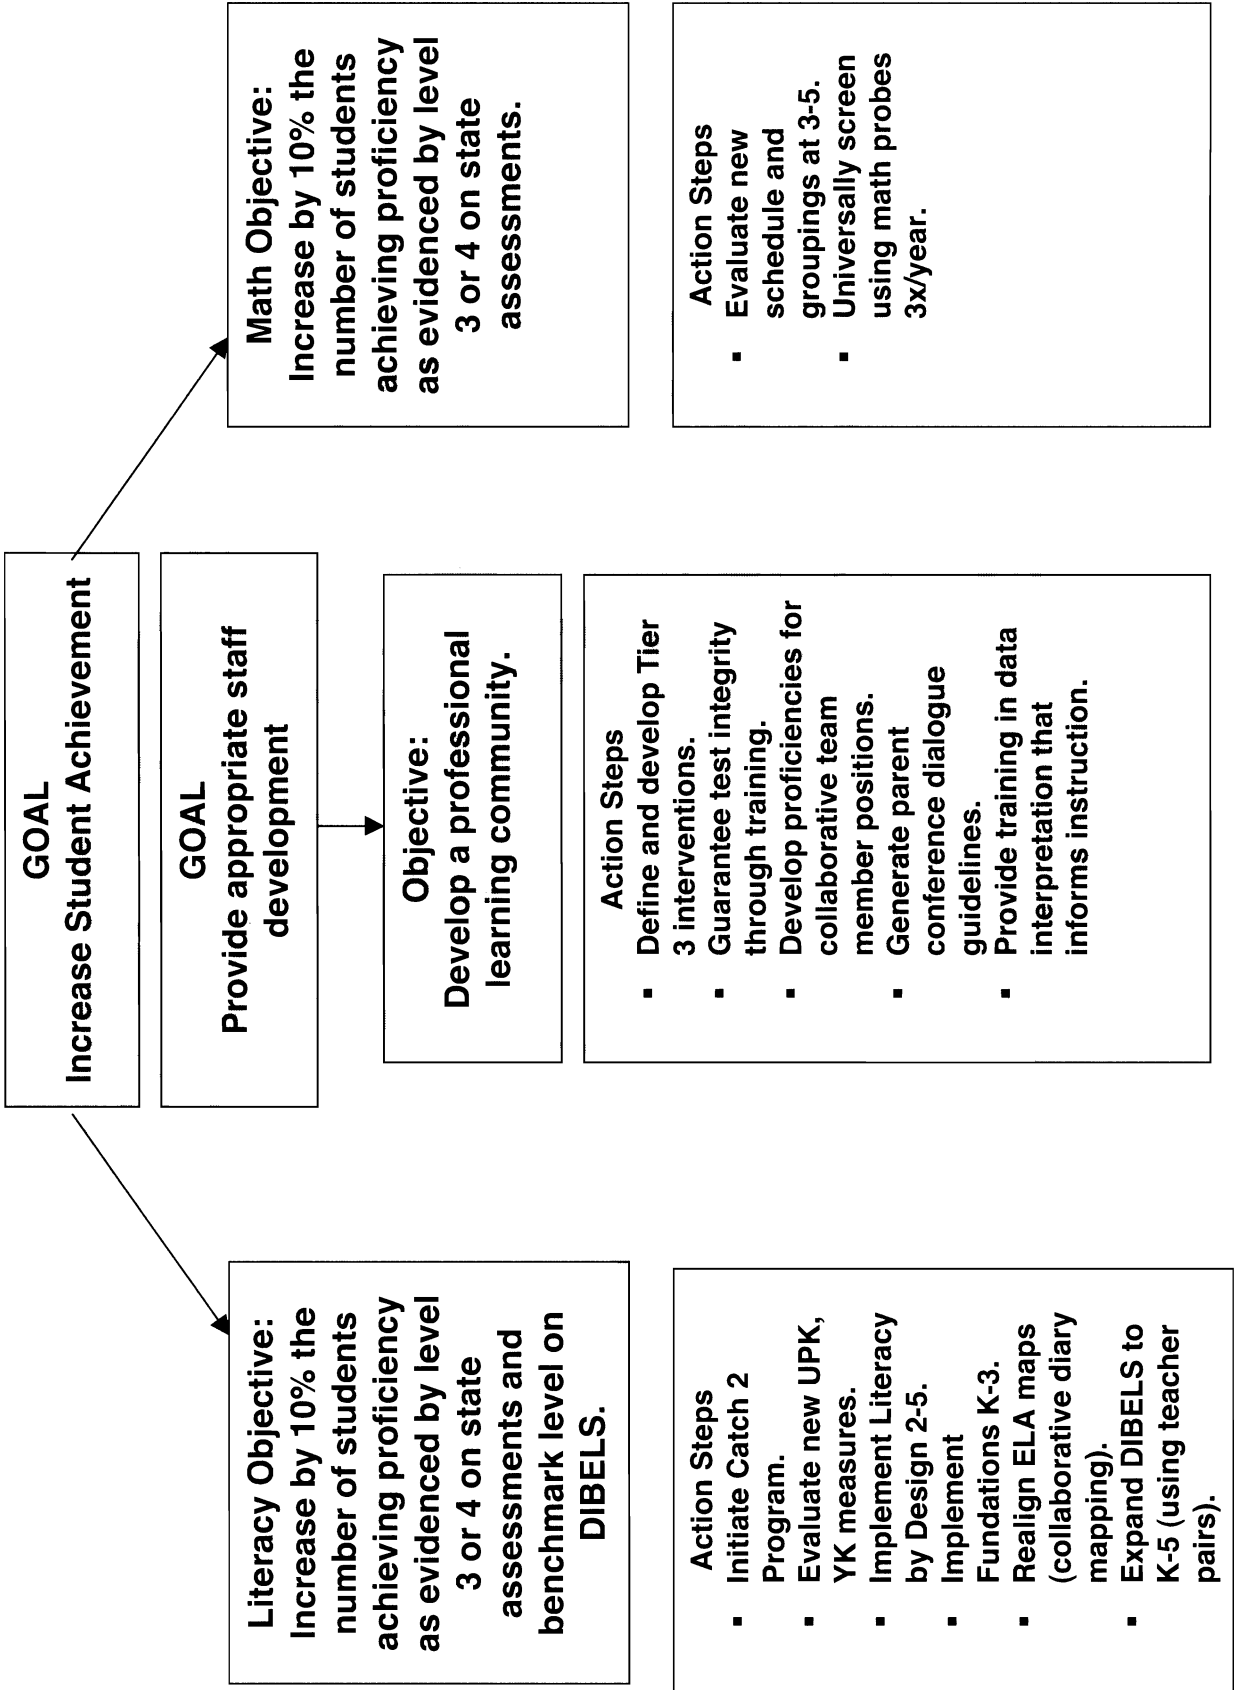 GOAL
Increase Student Achievement
GOAL
Provide appropriate staff
development
Literacy Objective:
Increase by 10% the
number of students
achieving proficiency
as evidenced by level
3 or 4 on state
assessments and
benchmark level on
DIBELS.
Objective:
Develop a professional
learning community.
Math Objective:
Increase by 10% the
number of students
achieving proficiency
as evidenced by level
3 or 4 on state
assessments.
Action Steps
▪ Initiate Catch 2
Program.
▪ Evaluate new UPK,
YK measures.
▪ Implement Literacy
by Design 2-5.
▪ Implement
Fundations K-3.
▪ Realign ELA maps
(collaborative diary
mapping).
▪ Expand DIBELS to
K-5 (using teacher
pairs).
Action Steps
▪ Define and develop Tier
3 interventions.
▪ Guarantee test integrity
through training.
▪ Develop proficiencies for
collaborative team
member positions.
▪ Generate parent
conference dialogue
guidelines.
▪ Provide training in data
interpretation that
informs instruction.
Action Steps
▪ Evaluate new
schedule and
groupings at 3-5.
▪ Universally screen
using math probes
3x/year.